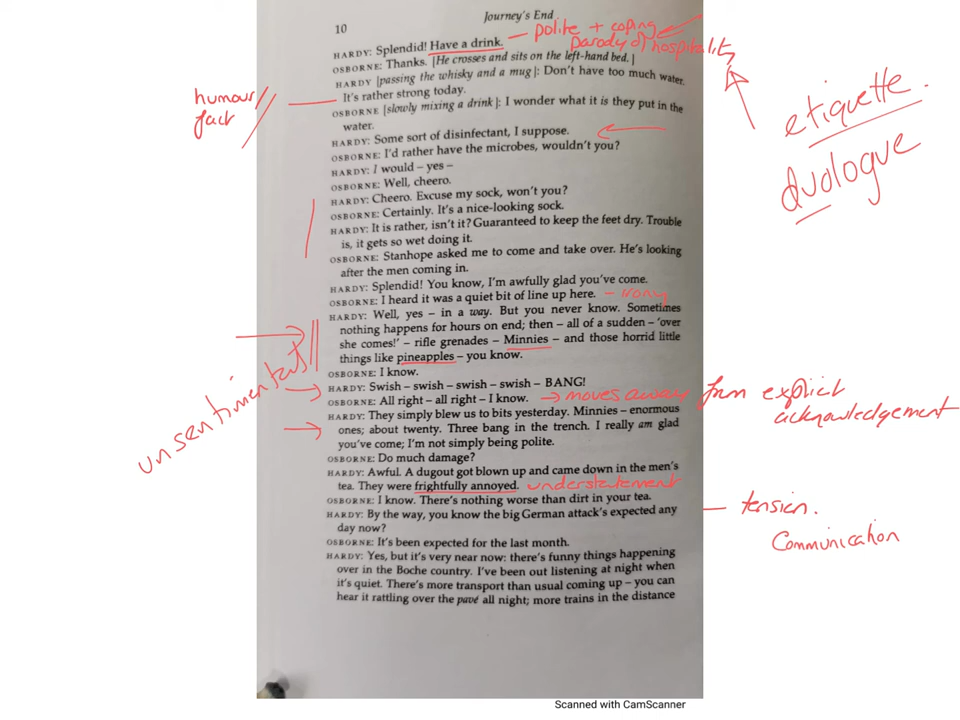 10
Journey's End
HARDY: Splendid! Have a drink. – polite + coping
parody of hospitality
OSBORNE: Thanks. [He crosses and sits on the left-hand bed.]
HARDY [passing the whisky and a mug]: Don't have too much water.
It's rather strong today.
humour/
fact
OSBORNE [slowly mixing a drink]: I wonder what it is they put in the
water.
etiquette.
duologue
HARDY: Some sort of disinfectant, I suppose.
OSBORNE: I'd rather have the microbes, wouldn't you?
HARDY: I would – yes –
OSBORNE: Well, cheero.
HARDY: Cheero. Excuse my sock, won't you?
OSBORNE: Certainly. It's a nice-looking sock.
HARDY: It is rather, isn't it? Guaranteed to keep the feet dry. Trouble
is, it gets so wet doing it.
OSBORNE: Stanhope asked me to come and take over. He's looking
after the men coming in.
HARDY: Splendid! You know, I'm awfully glad you've come.
OSBORNE: I heard it was a quiet bit of line up here. – irony
HARDY: Well, yes – in a way. But you never know. Sometimes
nothing happens for hours on end; then – all of a sudden – 'over
she comes!' – rifle grenades – Minnies – and those horrid little
things like pineapples – you know.
unsentimental
OSBORNE: I know.
HARDY: Swish – swish – swish – swish – BANG!
OSBORNE: All right – all right – I know. → moves away from explicit
acknowledgement
HARDY: They simply blew us to bits yesterday. Minnies – enormous
ones; about twenty. Three bang in the trench. I really am glad
you've come; I'm not simply being polite.
OSBORNE: Do much damage?
HARDY: Awful. A dugout got blown up and came down in the men's
tea. They were frightfully annoyed. understatement
OSBORNE: I know. There's nothing worse than dirt in your tea.
HARDY: By the way, you know the big German attack's expected any
day now?
– tension.
Communication
OSBORNE: It's been expected for the last month.
HARDY: Yes, but it's very near now: there's funny things happening
over in the Boche country. I've been out listening at night when
it's quiet. There's more transport than usual coming up – you can
hear it rattling over the pavé all night; more trains in the distance
Scanned with CamScanner